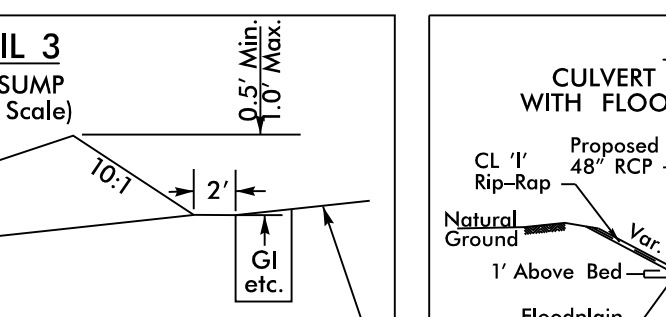 IL 3
SUMP
Scale)
0.5' Min.
1.0' Max.
10:1
2'
GI
etc.
CULVERT
WITH FLOO
Proposed
48" RCP
CL 'I'
Rip-Rap
Natural
Ground
Var.
1' Above Bed
Floodplain